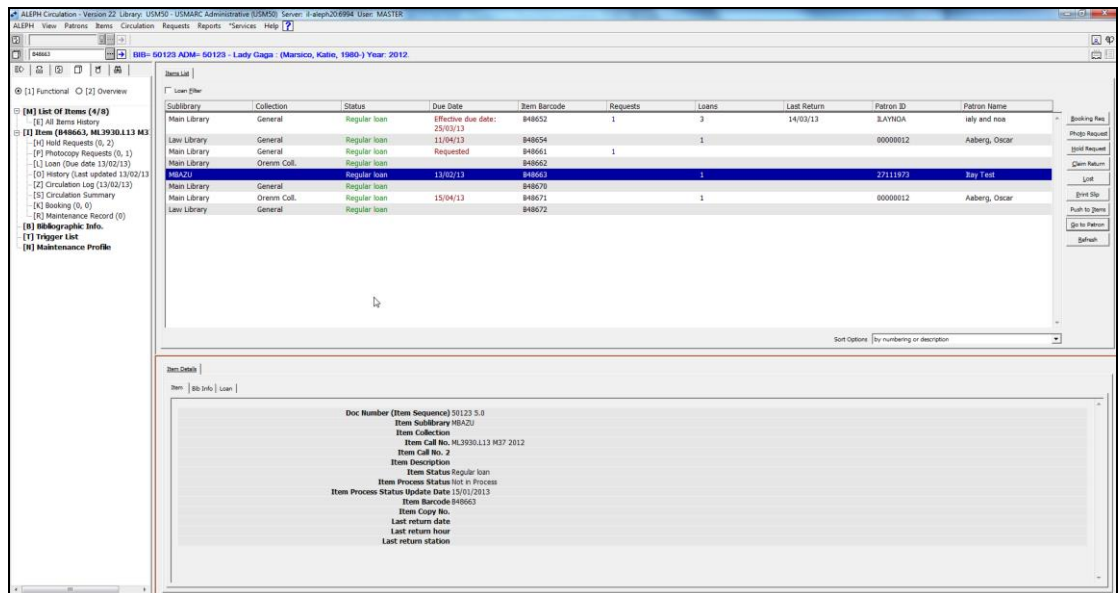 ALEPH Circulation - Version 22 Library: USM50 - USMARC Administrative (USM50) Server: il-aleph20:6994 User: MASTER
ALEPH View Patrons Items Circulation Requests Reports *Services Help ?
B48663 BIB= 50123 ADM= 50123 - Lady Gaga : (Marsico, Katie, 1980-) Year: 2012.
[1] Functional [2] Overview
[M] List Of Items (4/8)
[E] All Items History
[I] Item (B48663, ML3930.L13 M3
[H] Hold Requests (0, 2)
[P] Photocopy Requests (0, 1)
[L] Loan (Due date 13/02/13)
[O] History (Last updated 13/02/13
[Z] Circulation Log (13/02/13)
[S] Circulation Summary
[K] Booking (0, 0)
[R] Maintenance Record (0)
[B] Bibliographic Info.
[T] Trigger List
[N] Maintenance Profile
Items List
Loan Filter
Sublibrary Collection Status Due Date Item Barcode Requests Loans Last Return Patron ID Patron Name
Main Library General Regular loan Effective due date: 25/03/13 B48652 1 3 14/03/13 ILAYNOA ialy and noa
Law Library General Regular loan 11/04/13 B48654 1 00000012 Aaberg, Oscar
Main Library General Regular loan Requested B48661 1
Main Library Orenm Coll. Regular loan B48662
MBAZU Regular loan 13/02/13 B48663 1 27111973 Itay Test
Main Library General Regular loan B48670
Main Library Orenm Coll. Regular loan 15/04/13 B48671 1 00000012 Aaberg, Oscar
Law Library General Regular loan B48672
Booking Req
Photo Request
Hold Request
Claim Return
Lost
Print Slip
Push to Items
Go to Patron
Refresh
Sort Options by numbering or description
Item Details
Item Bib Info Loan
Doc Number (Item Sequence) 50123 5.0
Item Sublibrary MBAZU
Item Collection
Item Call No. ML3930.L13 M37 2012
Item Call No. 2
Item Description
Item Status Regular loan
Item Process Status Not in Process
Item Process Status Update Date 15/01/2013
Item Barcode B48663
Item Copy No.
Last return date
Last return hour
Last return station